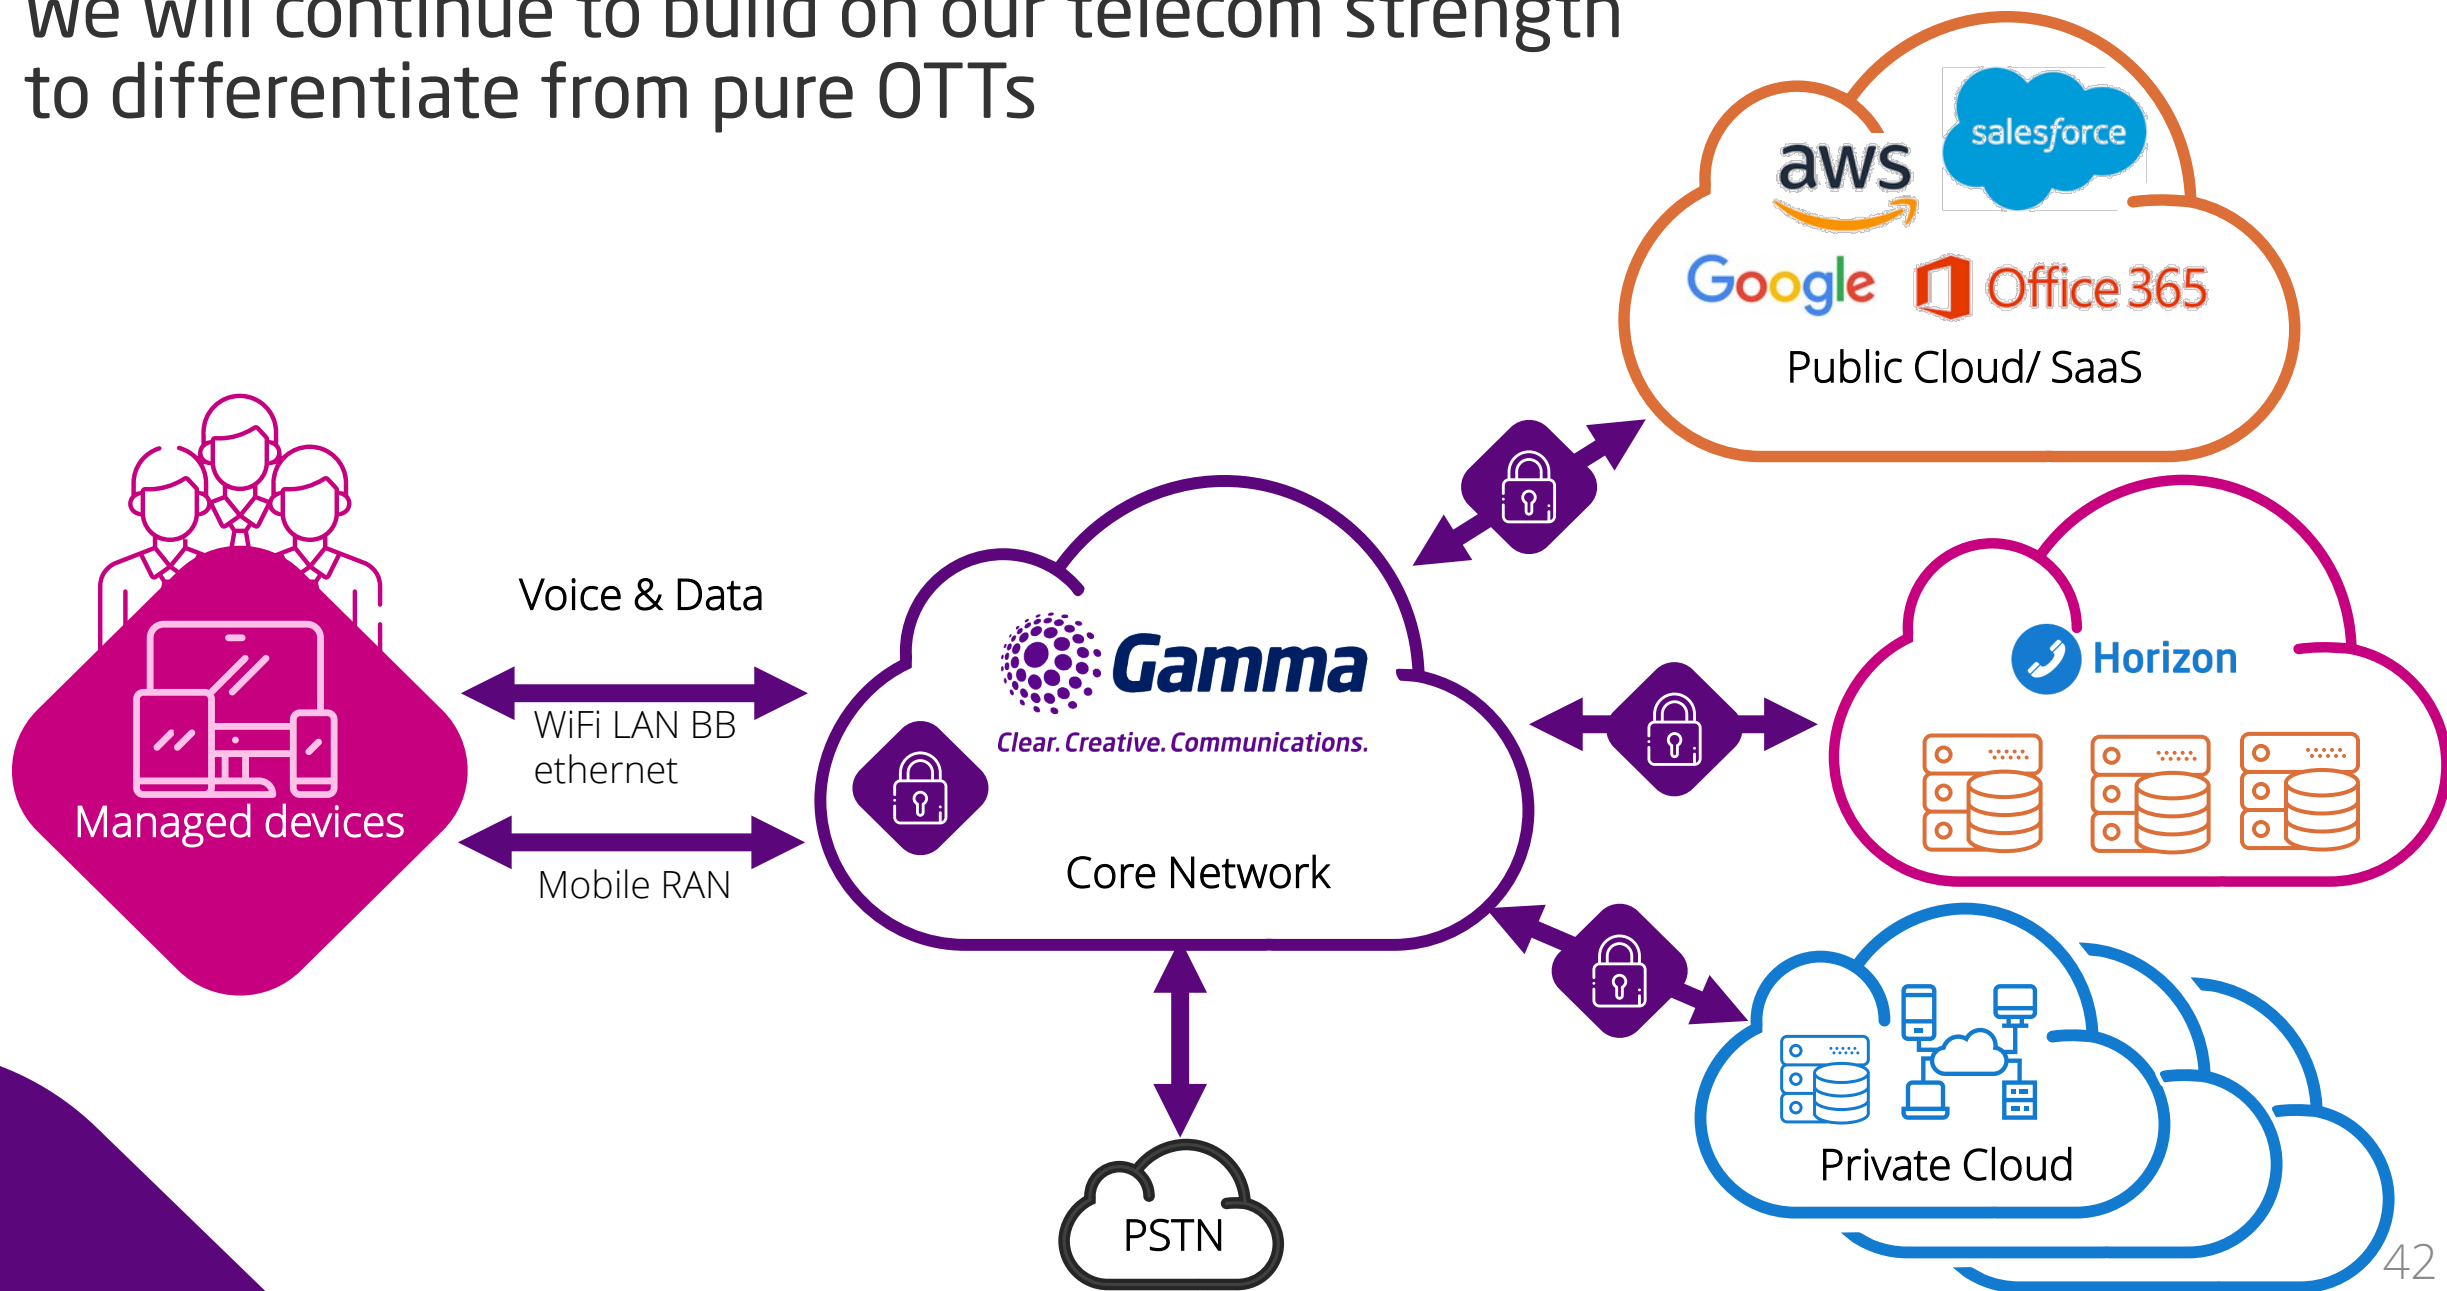 we will continue to build on our telecom strength
to differentiate from pure OTTs
aws
salesforce
Google
Office 365
Public Cloud/ SaaS
Voice & Data
WiFi LAN BB
ethernet
Mobile RAN
Managed devices
Gamma
Clear. Creative. Communications.
Core Network
Horizon
Private Cloud
PSTN
42